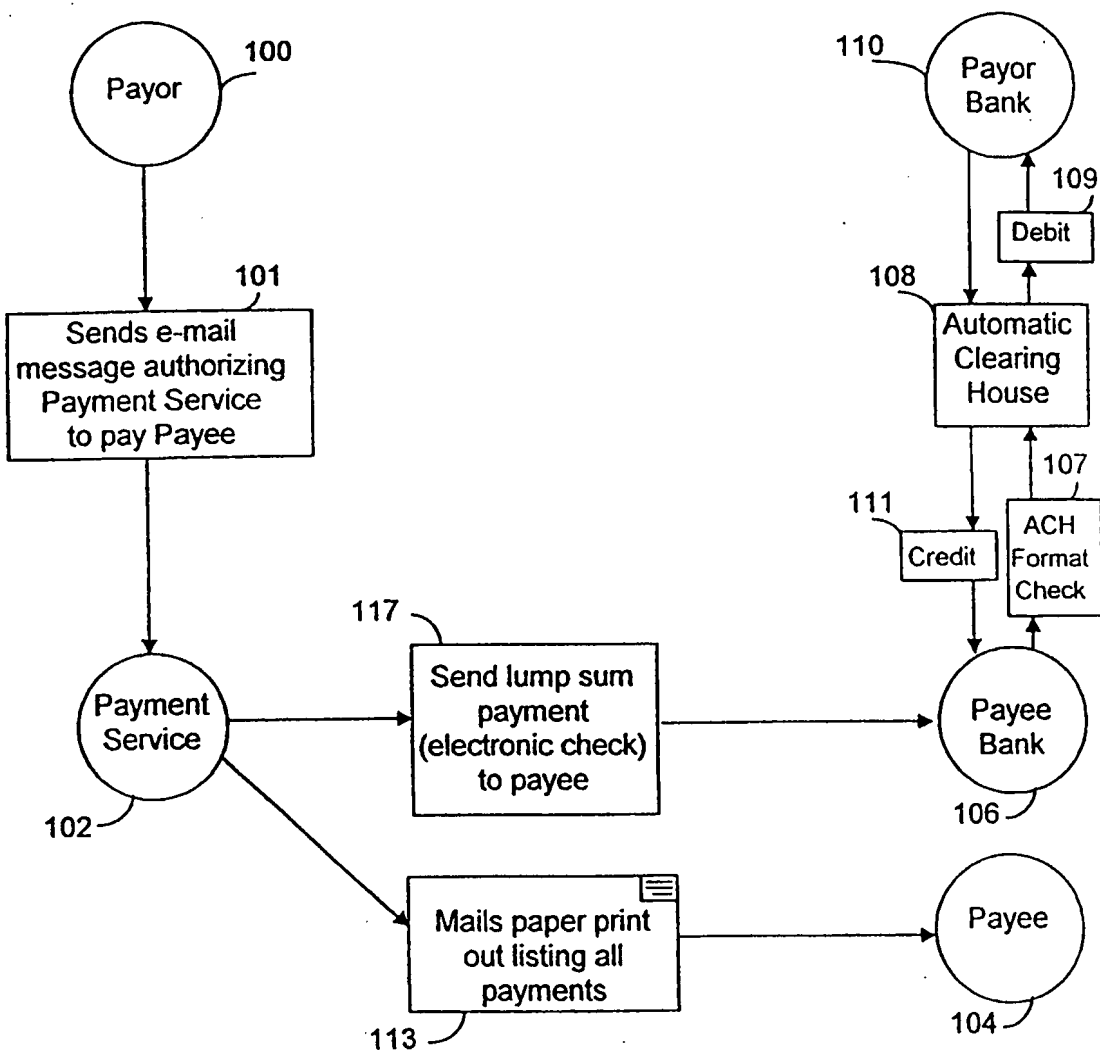 100
Payor
110
Payor
Bank
109
Debit
101
Sends e-mail
message authorizing
Payment Service
to pay Payee
108
Automatic
Clearing
House
107
ACH
Format
Check
111
Credit
117
Send lump sum
payment
(electronic check)
to payee
Payment
Service
102
Payee
Bank
106
Mails paper print
out listing all
payments
113
Payee
104